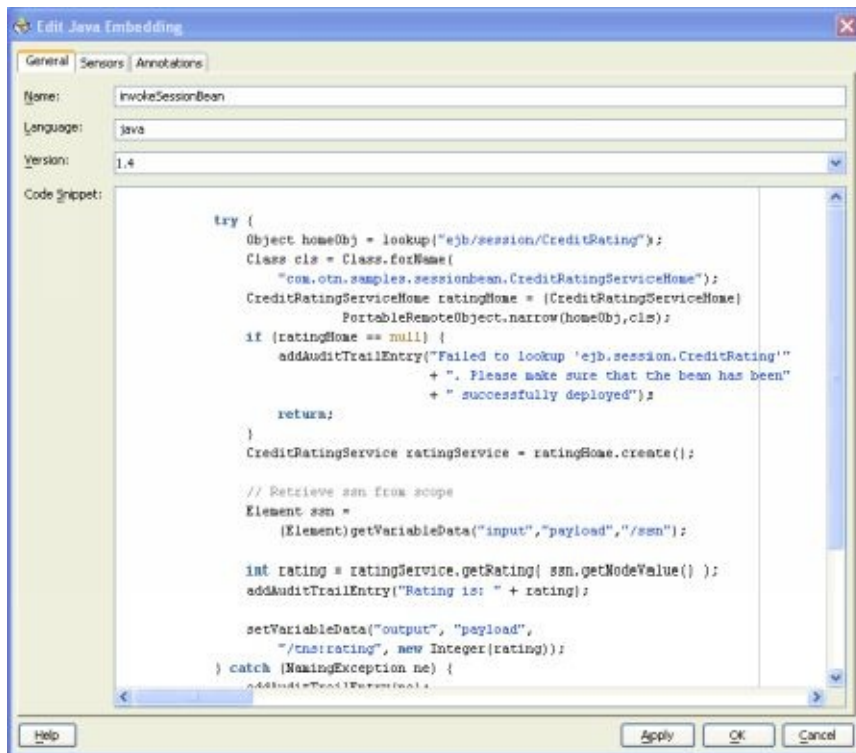 Edit Java Embedding
General Sensors Annotations
Name: invokeSessionBean
Language: java
Version: 1.4
Code Snippet:
try {
Object homeObj = lookup("ejb/session/CreditRating");
Class cls = Class.forName(
"com.otn.samples.sessionbean.CreditRatingServiceHome");
CreditRatingServiceHome ratingHome = (CreditRatingServiceHome)
PortableRemoteObject.narrow(homeObj,cls);
if (ratingHome == null) {
addAuditTrailEntry("Failed to lookup 'ejb.session.CreditRating'"
+ ". Please make sure that the bean has been"
+ " successfully deployed");
return;
}
CreditRatingService ratingService = ratingHome.create();
// Retrieve ssn from scope
Element ssn =
(Element)getVariableData("input","payload","/ssn");
int rating = ratingService.getRating( ssn.getNodeValue() );
addAuditTrailEntry("Rating is: " + rating);
setVariableData("output", "payload",
"/tns:rating", new Integer(rating));
} catch (NamingException ne) {
addAuditTrailEntry(ne);
Help Apply OK Cancel